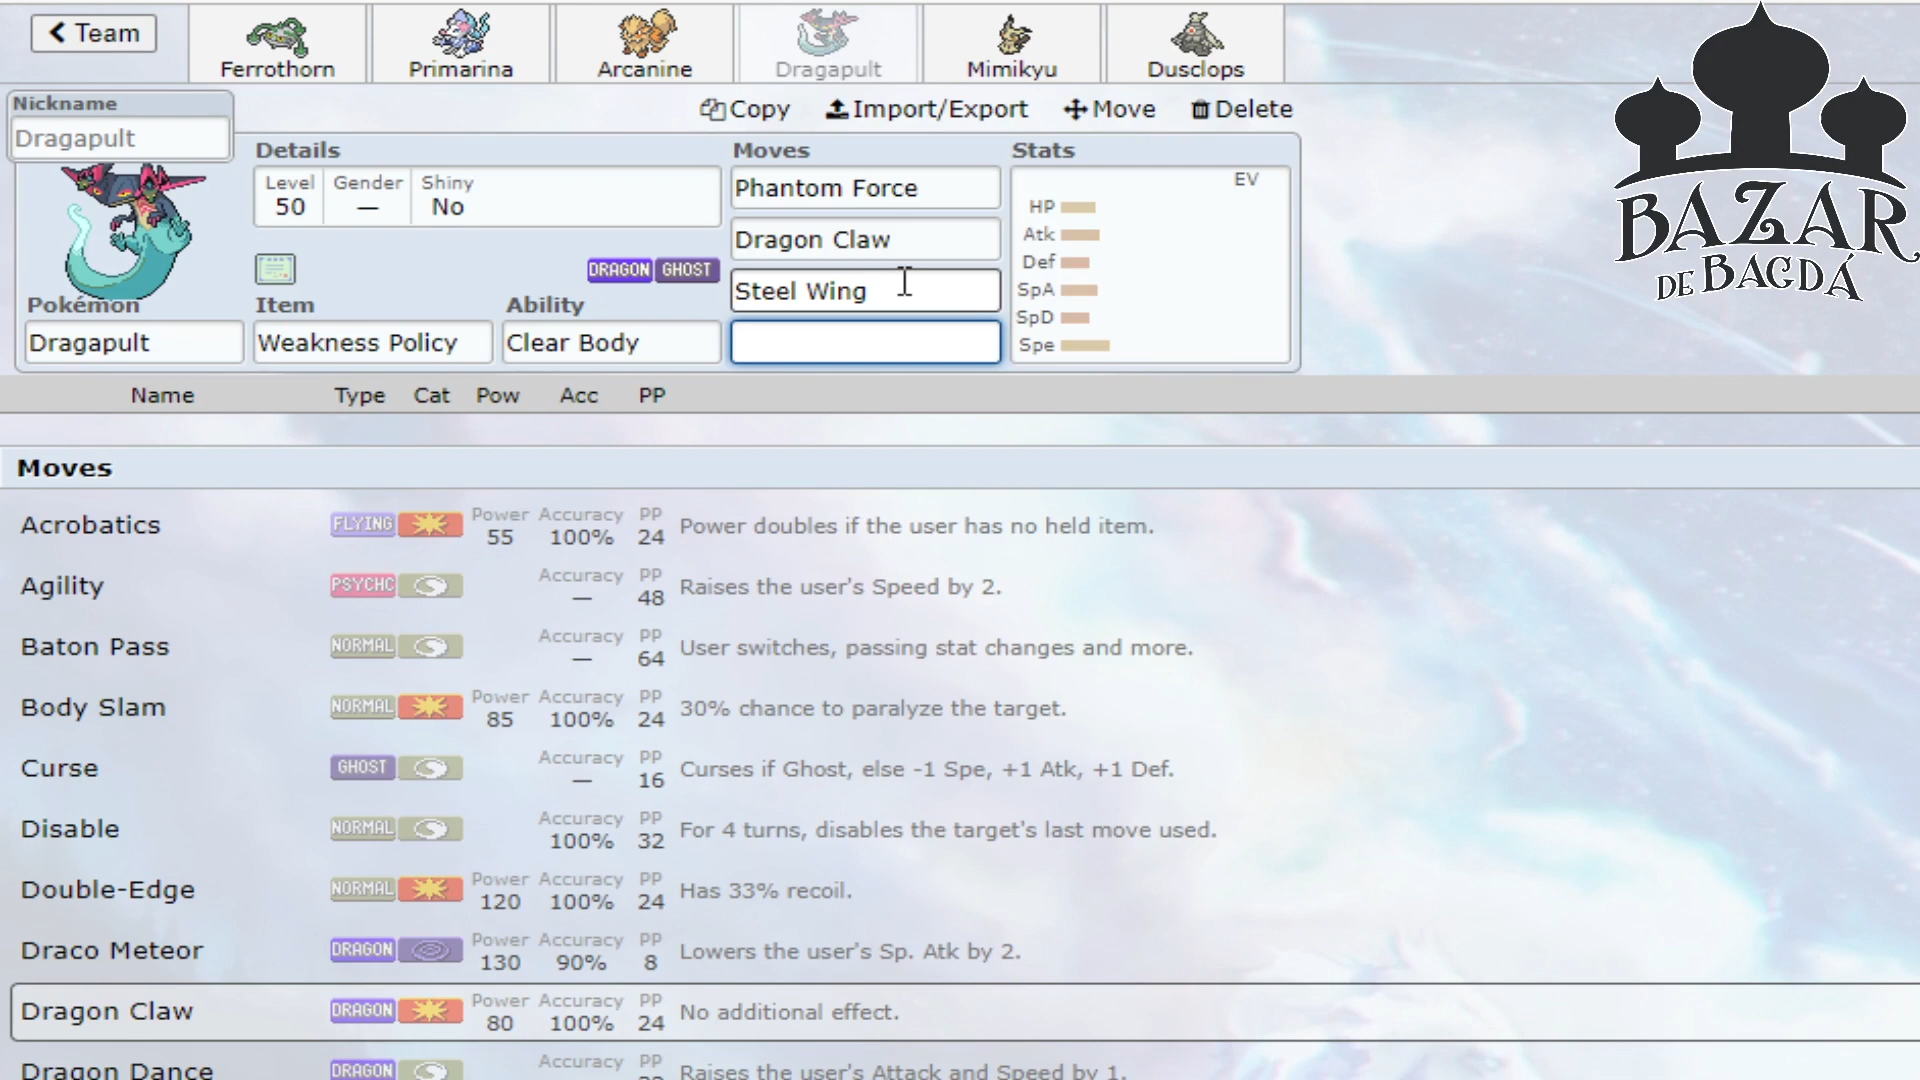 Team
Ferrothorn
Primarina
Arcanine
Dragapult
Mimikyu
Dusclops
Nickname
Dragapult
Copy
Import/Export
Move
Delete
BAZAR
DE BAGDÁ
Details
Moves
Stats
Level
50
Gender
—
Shiny
No
DRAGON GHOST
Pokémon
Dragapult
Item
Weakness Policy
Ability
Clear Body
Phantom Force
Dragon Claw
Steel Wing
EV
HP
Atk
Def
SpA
SpD
Spe
Name Type Cat Pow Acc PP
Moves
Acrobatics FLYING Power 55 Accuracy 100% PP 24 Power doubles if the user has no held item.
Agility PSYCHC Accuracy — PP 48 Raises the user's Speed by 2.
Baton Pass NORMAL Accuracy — PP 64 User switches, passing stat changes and more.
Body Slam NORMAL Power 85 Accuracy 100% PP 24 30% chance to paralyze the target.
Curse GHOST Accuracy — PP 16 Curses if Ghost, else -1 Spe, +1 Atk, +1 Def.
Disable NORMAL Accuracy 100% PP 32 For 4 turns, disables the target's last move used.
Double-Edge NORMAL Power 120 Accuracy 100% PP 24 Has 33% recoil.
Draco Meteor DRAGON Power 130 Accuracy 90% PP 8 Lowers the user's Sp. Atk by 2.
Dragon Claw DRAGON Power 80 Accuracy 100% PP 24 No additional effect.
Dragon Dance DRAGON Accuracy PP Raises the user's Attack and Speed by 1.